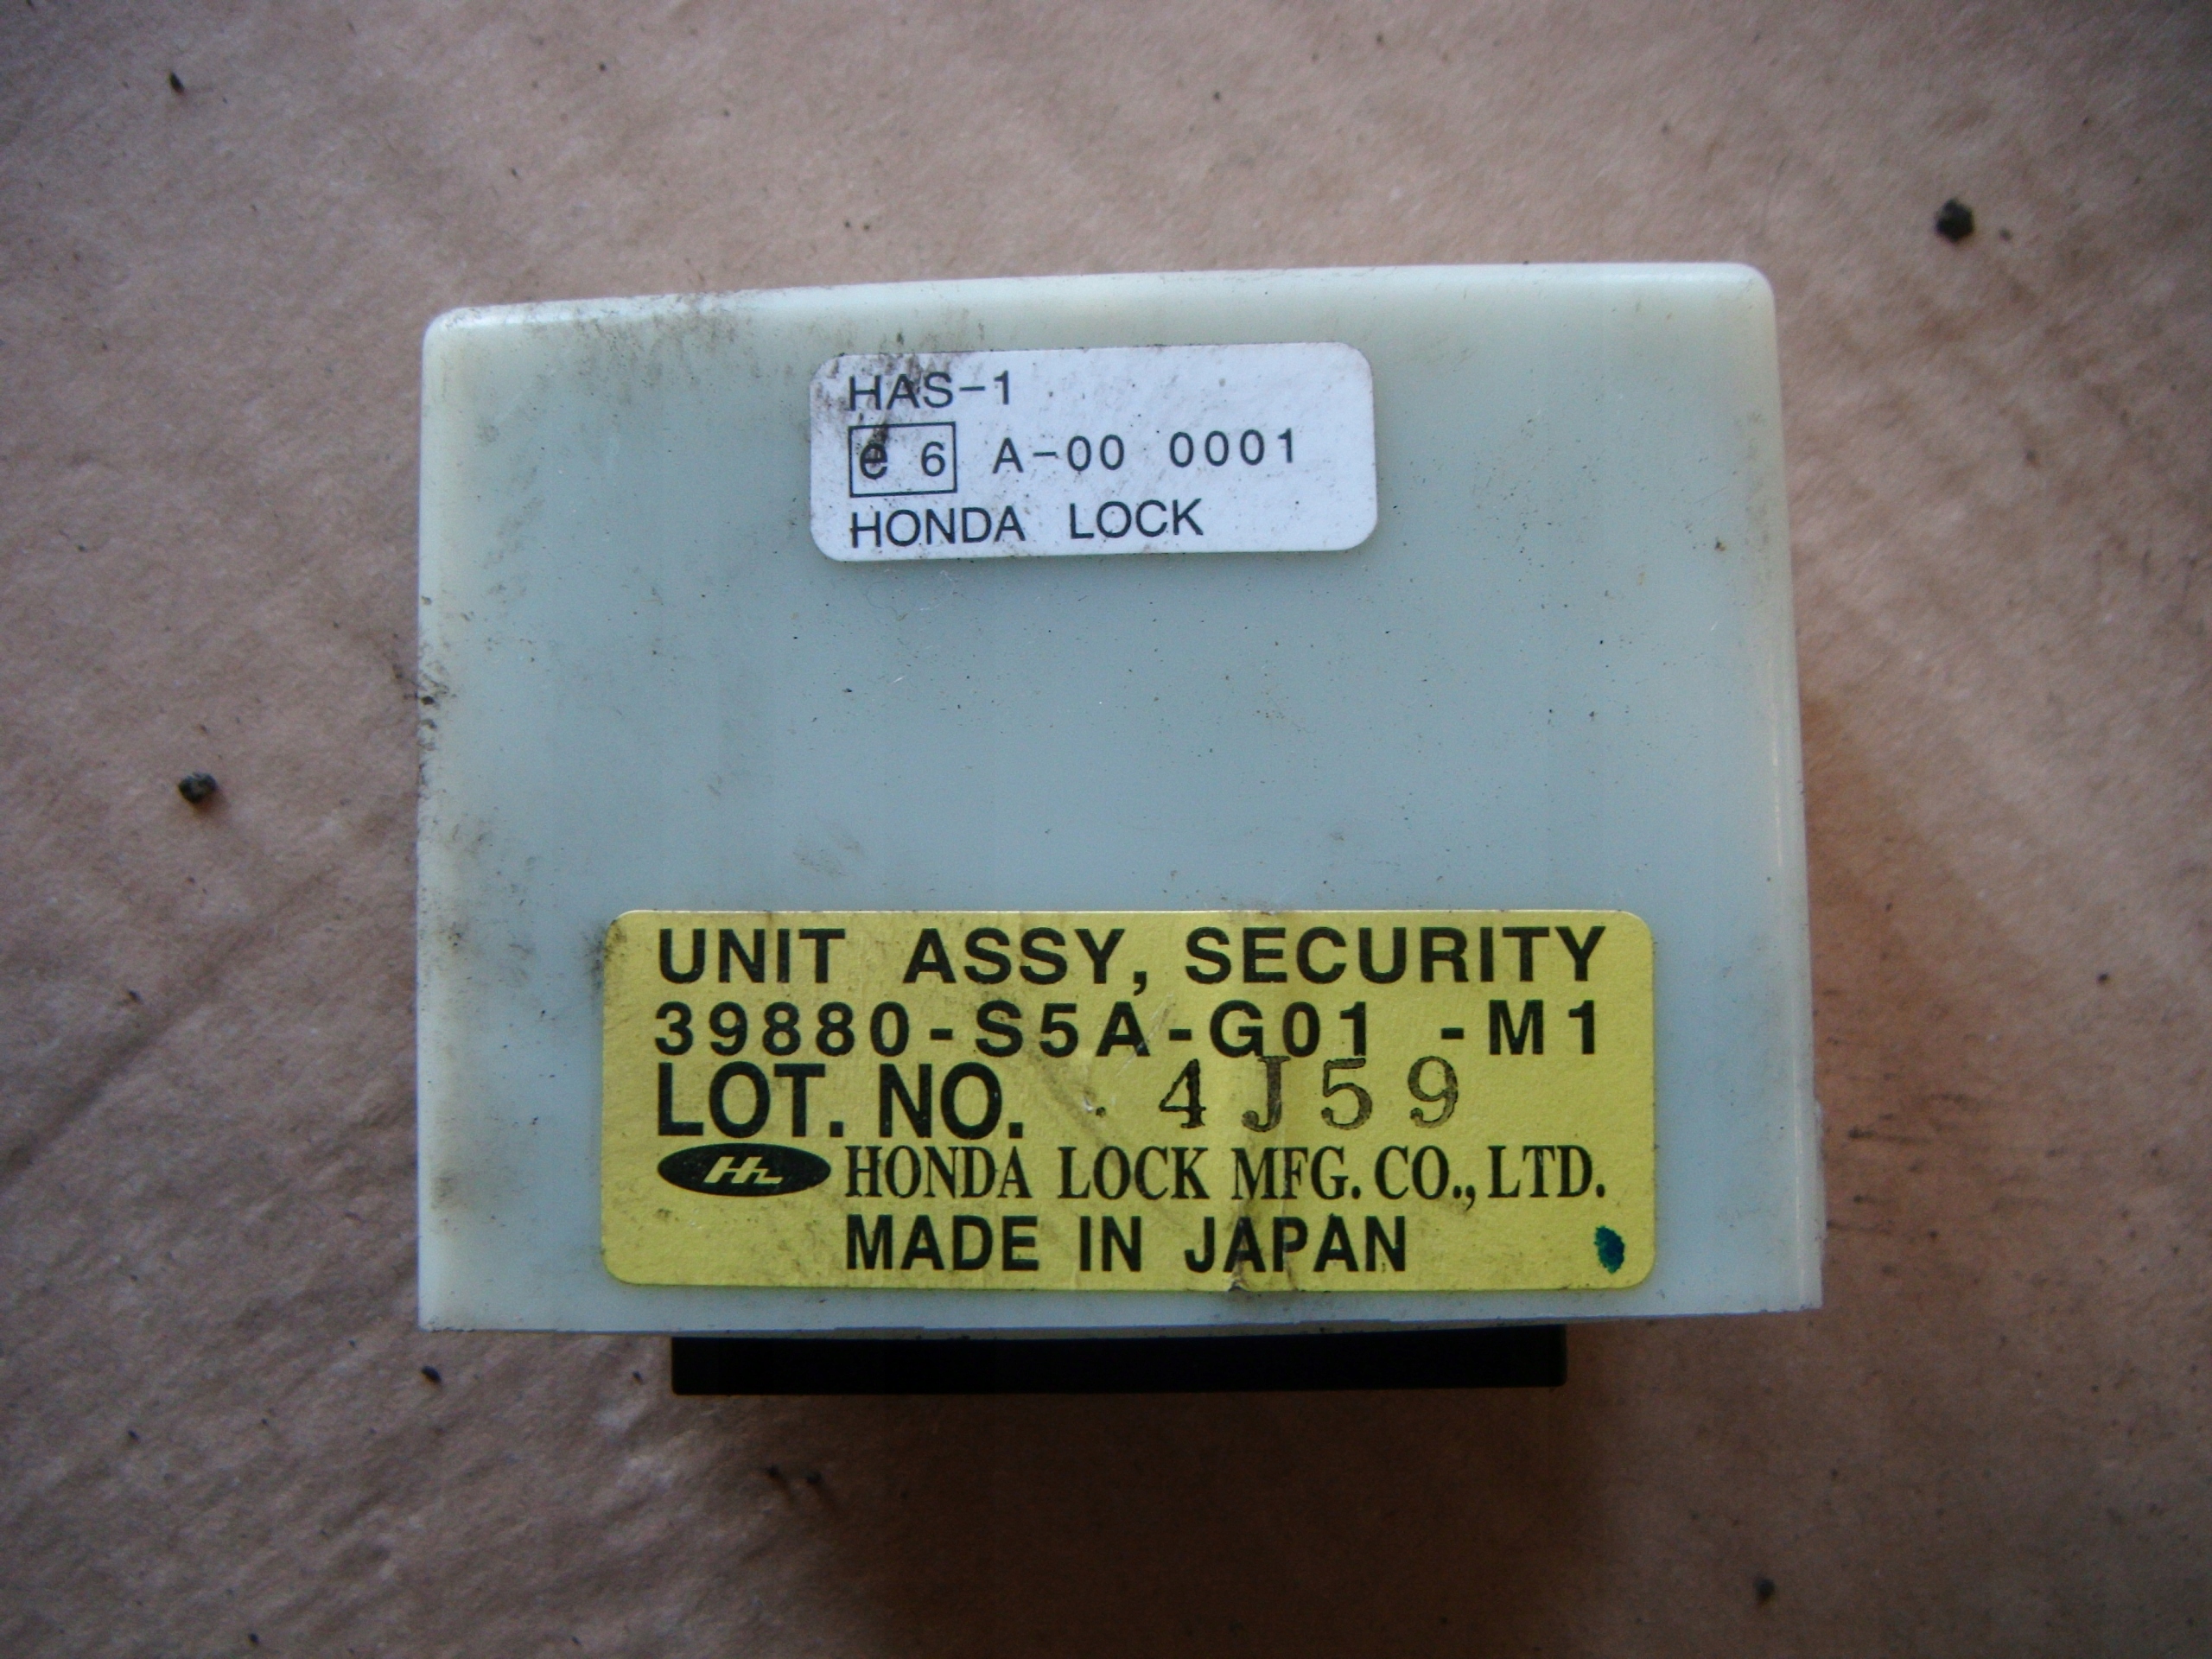 HAS-1
e 6 A-00 0001
HONDA LOCK
UNIT ASSY, SECURITY
39880-S5A-G01 -M1
LOT. NO. 4J59
HL HONDA LOCK MFG. CO., LTD.
MADE IN JAPAN